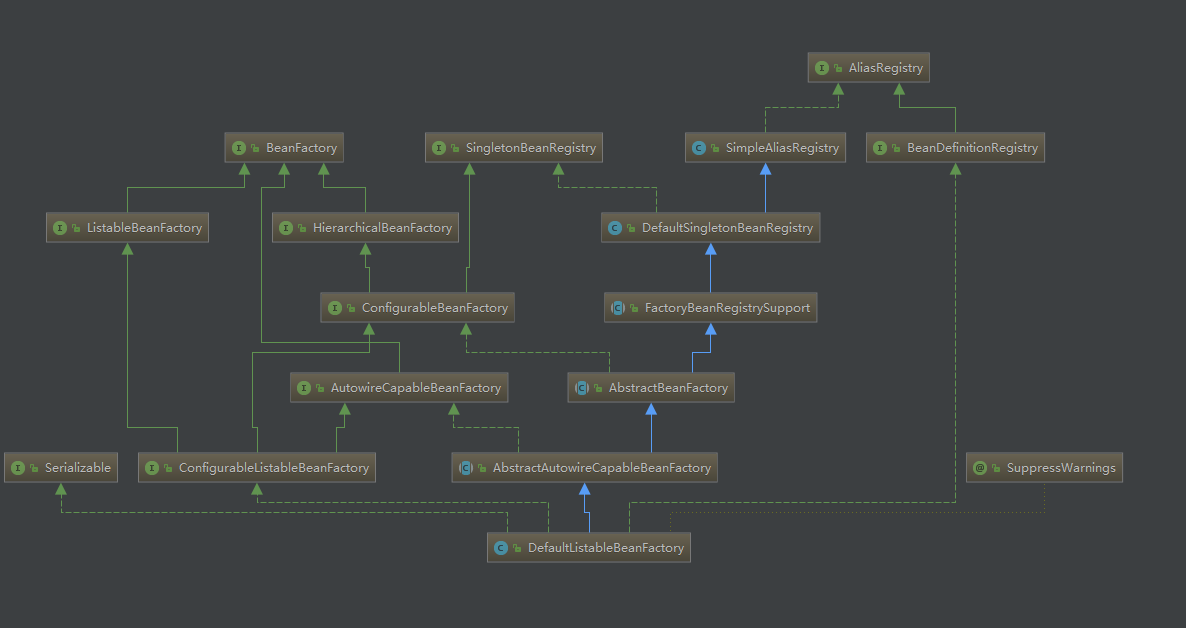 AliasRegistry
BeanFactory
SingletonBeanRegistry
SimpleAliasRegistry
BeanDefinitionRegistry
ListableBeanFactory
HierarchicalBeanFactory
DefaultSingletonBeanRegistry
ConfigurableBeanFactory
FactoryBeanRegistrySupport
AutowireCapableBeanFactory
AbstractBeanFactory
Serializable
ConfigurableListableBeanFactory
AbstractAutowireCapableBeanFactory
SuppressWarnings
DefaultListableBeanFactory